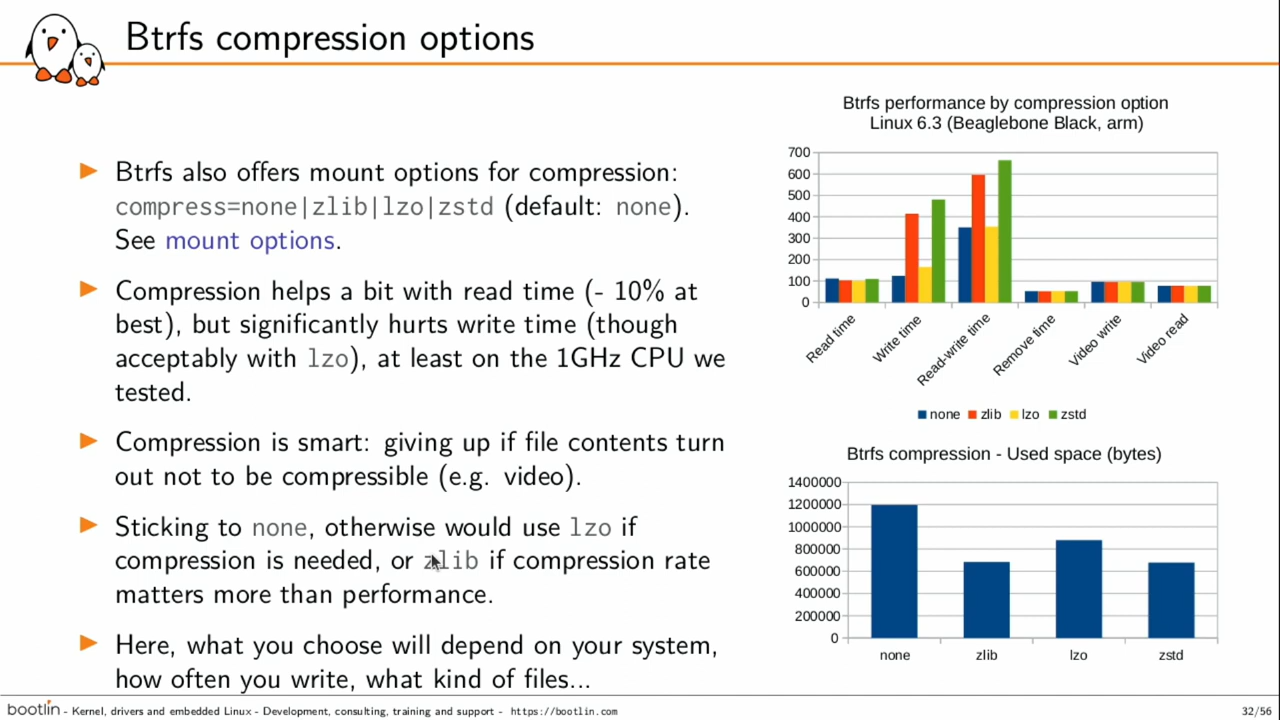 Btrfs compression options
Btrfs also offers mount options for compression:
compress=none|zlib|lzo|zstd (default: none).
See mount options.
Compression helps a bit with read time (- 10% at
best), but significantly hurts write time (though
acceptably with lzo), at least on the 1GHz CPU we
tested.
Compression is smart: giving up if file contents turn
out not to be compressible (e.g. video).
Sticking to none, otherwise would use lzo if
compression is needed, or zlib if compression rate
matters more than performance.
Here, what you choose will depend on your system,
how often you write, what kind of files...
Btrfs performance by compression option
Linux 6.3 (Beaglebone Black, arm)
700
600
500
400
300
200
100
0
Read time
Write time
Read-write time
Remove time
Video write
Video read
none zlib lzo zstd
Btrfs compression - Used space (bytes)
1400000
1200000
1000000
800000
600000
400000
200000
0
none zlib lzo zstd
bootlin - Kernel, drivers and embedded Linux - Development, consulting, training and support - https://bootlin.com
32/56